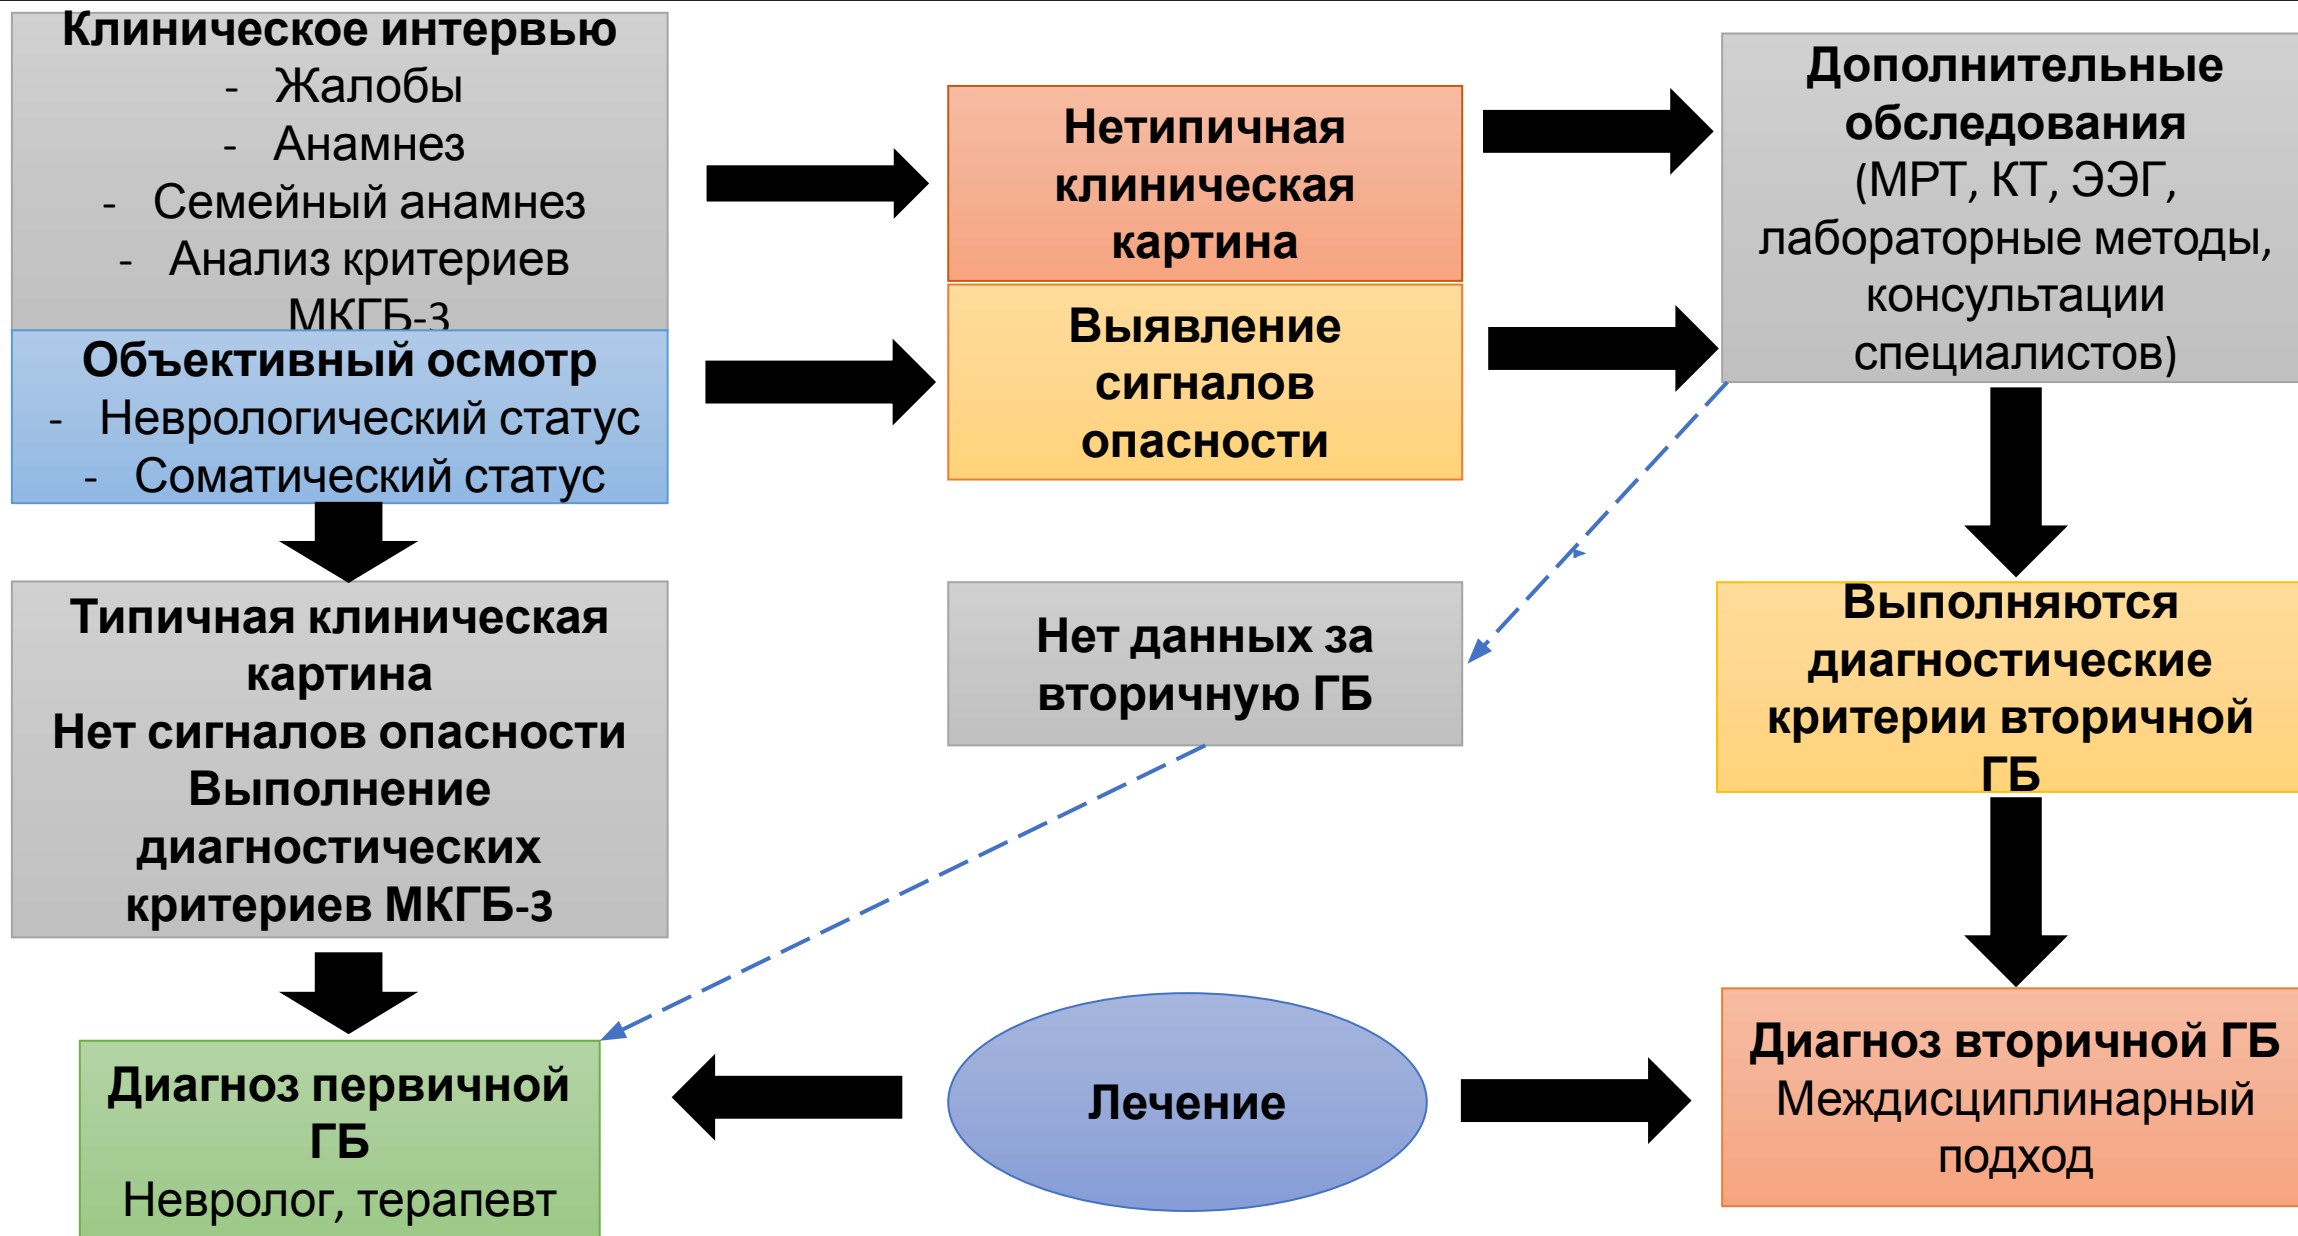 Клиническое интервью
- Жалобы
- Анамнез
- Семейный анамнез
- Анализ критериев
МКГБ-3
Объективный осмотр
- Неврологический статус
- Соматический статус
Нетипичная
клиническая
картина
Выявление
сигналов
опасности
Дополнительные
обследования
(МРТ, КТ, ЭЭГ,
лабораторные методы,
консультации
специалистов)
Типичная клиническая
картина
Нет сигналов опасности
Выполнение
диагностических
критериев МКГБ-3
Нет данных за
вторичную ГБ
Выполняются
диагностические
критерии вторичной
ГБ
Диагноз первичной
ГБ
Невролог, терапевт
Лечение
Диагноз вторичной ГБ
Междисциплинарный
подход